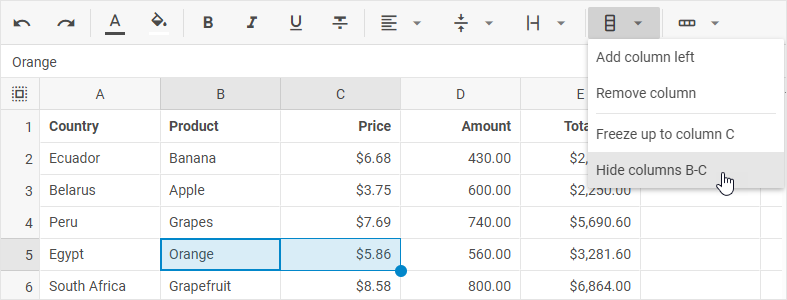 A B I U T
Add column left
Orange
Remove column
A B C D E
1 Country Product Price Amount Tota
Freeze up to column C
2 Ecuador Banana $6.68 430.00 $2,
Hide columns B-C
3 Belarus Apple $3.75 600.00 $2,250.00
4 Peru Grapes $7.69 740.00 $5,690.60
5 Egypt Orange $5.86 560.00 $3,281.60
6 South Africa Grapefruit $8.58 800.00 $6,864.00